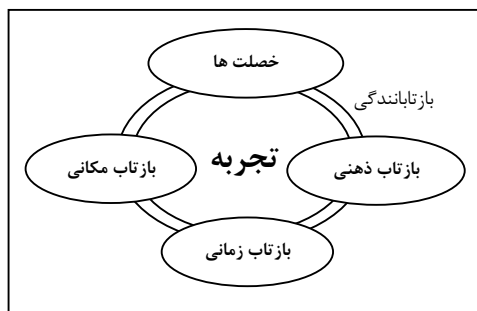 خصلت ها
بازتابانندگی
تجربه
بازتاب ذهنی
بازتاب مکانی
بازتاب زمانی